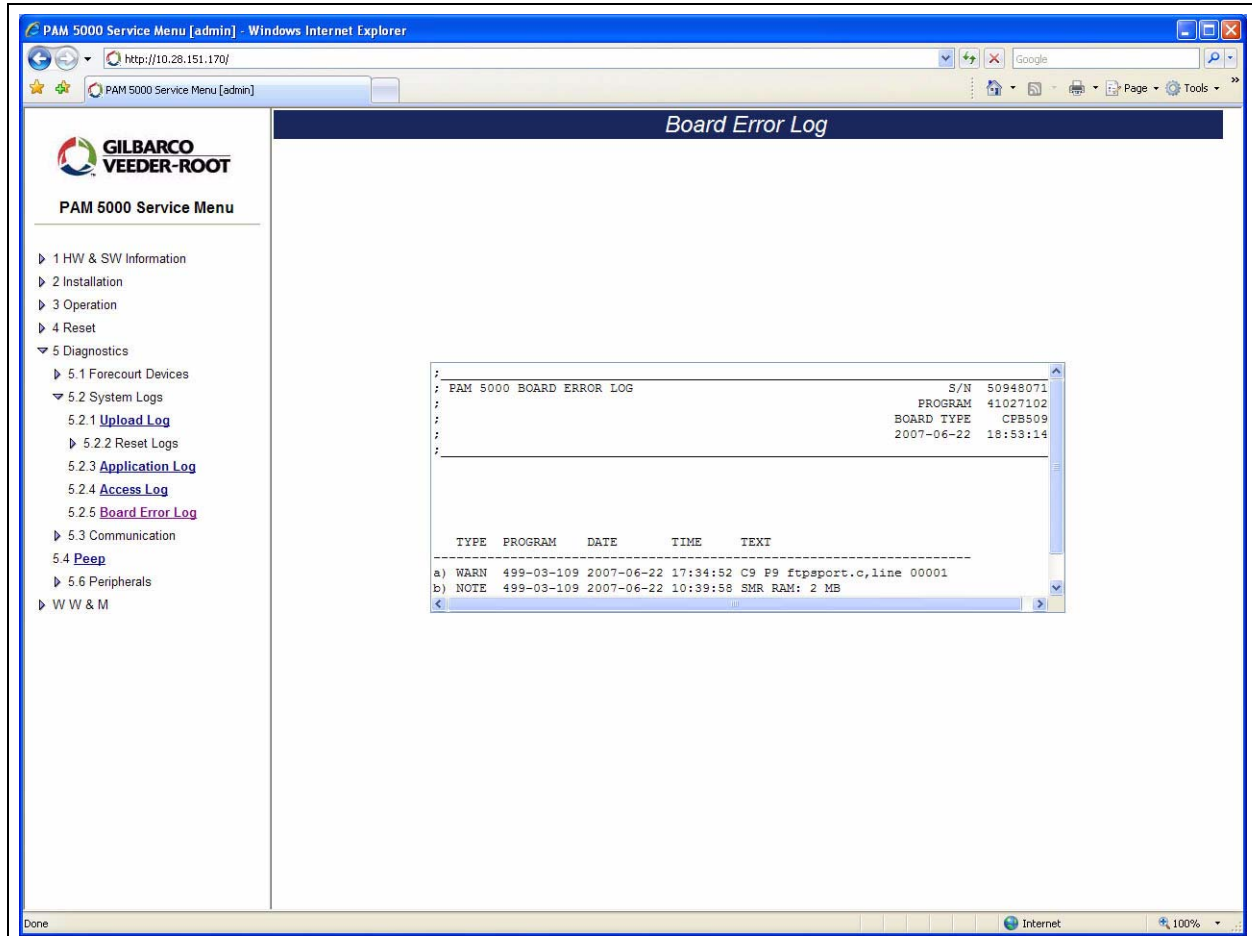 PAM 5000 Service Menu [admin] - Windows Internet Explorer
http://10.28.151.170/
Google
PAM 5000 Service Menu [admin]
Page
Tools
Board Error Log
GILBARCO
VEEDER-ROOT
PAM 5000 Service Menu
1 HW & SW Information
2 Installation
3 Operation
4 Reset
5 Diagnostics
5.1 Forecourt Devices
5.2 System Logs
5.2.1 Upload Log
5.2.2 Reset Logs
5.2.3 Application Log
5.2.4 Access Log
5.2.5 Board Error Log
5.3 Communication
5.4 Peep
5.6 Peripherals
W W & M
;
; PAM 5000 BOARD ERROR LOG S/N 50948071
; PROGRAM 41027102
; BOARD TYPE CPB509
; 2007-06-22 18:53:14
;
TYPE PROGRAM DATE TIME TEXT
--------------------------------------------------------------------------------
a) WARN 499-03-109 2007-06-22 17:34:52 C9 P9 ftpsport.c,line 00001
b) NOTE 499-03-109 2007-06-22 10:39:58 SMR RAM: 2 MB
Done
Internet
100%